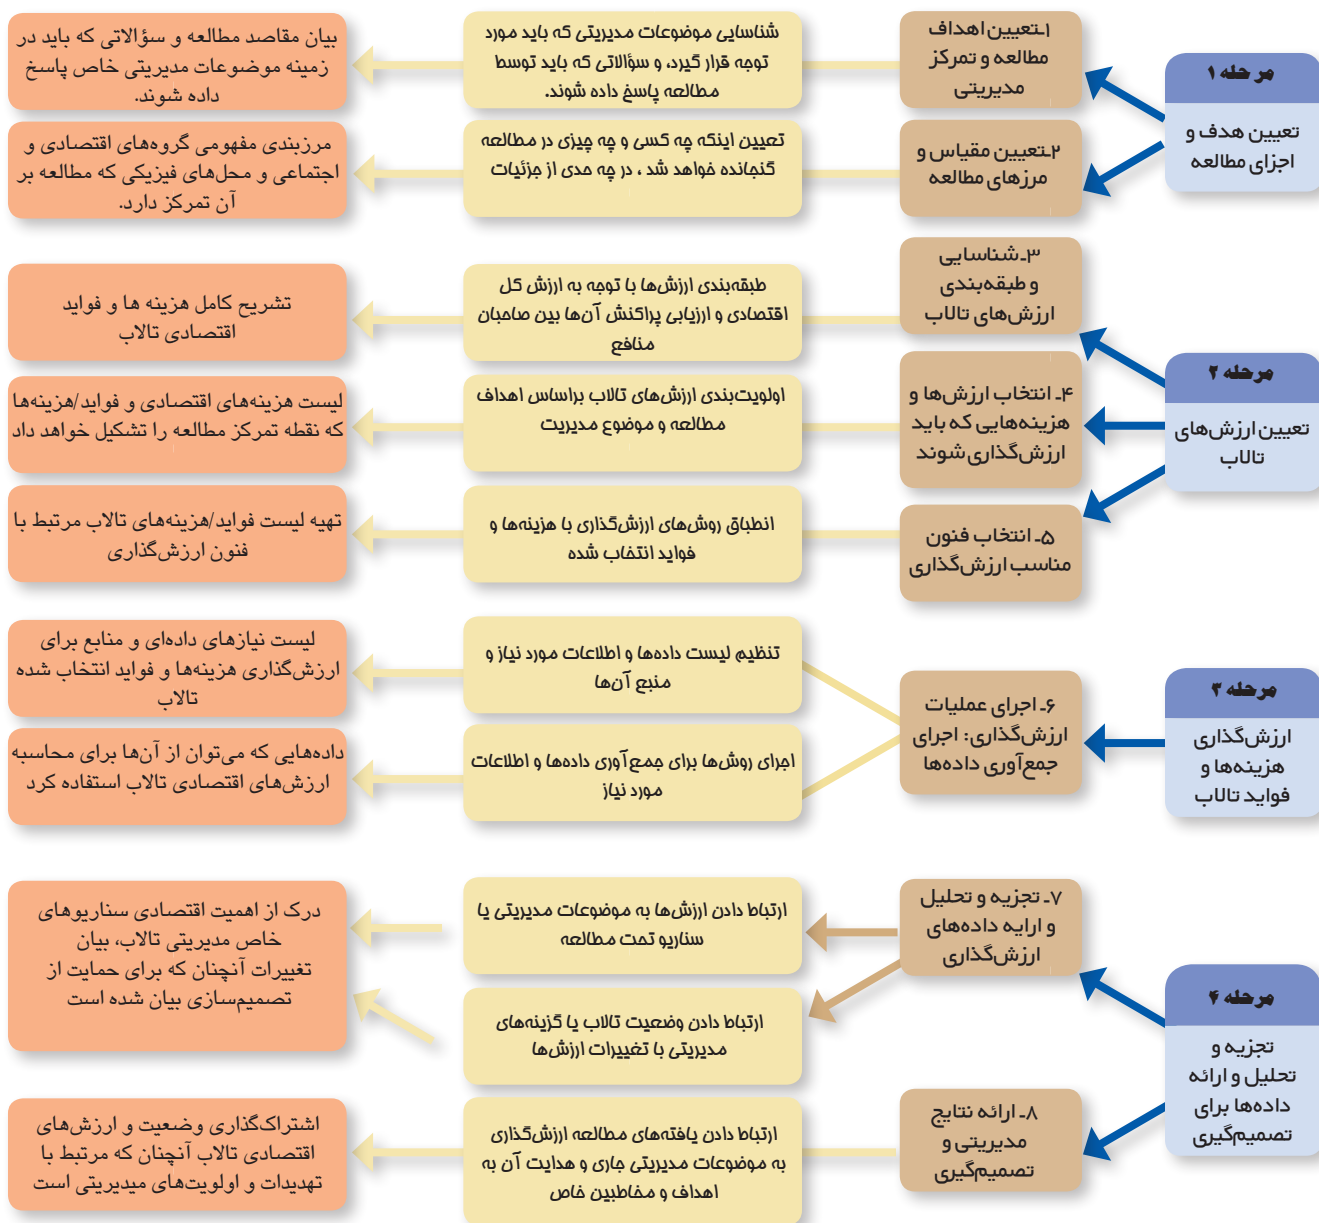 مرحله ۱
تعیین هدف و
اجزای مطالعه
۱ـتعیین اهداف
مطالعه و تمرکز
مدیریتی
شناسایی موضوعات مدیریتی که باید مورد
توجه قرار گیرد، و سؤالاتی که باید توسط
مطالعه پاسخ داده شوند.
بیان مقاصد مطالعه و سؤالاتی که باید در
زمینه موضوعات مدیریتی خاص پاسخ
داده شوند.
۲ـتعیین مقیاس و
مرزهای مطالعه
تعیین اینکه چه کسی و چه چیزی در مطالعه
گنجانده خواهد شد ، در چه حدی از جزئیات
مرزبندی مفهومی گروه‌های اقتصادی و
اجتماعی و محل‌های فیزیکی که مطالعه بر
آن تمرکز دارد.
مرحله ۲
تعیین ارزش‌های
تالاب
۳ـ شناسایی
و طبقه‌بندی
ارزش‌های تالاب
طبقه‌بندی ارزش‌ها با توجه به ارزش کل
اقتصادی و ارزیابی پراکنش آن‌ها بین صاحبان
منافع
تشریح کامل هزینه ها و فواید
اقتصادی تالاب
۴ـ انتخاب ارزش‌ها و
هزینه‌هایی که باید
ارزش‌گذاری شوند
اولویت‌بندی ارزش‌های تالاب براساس اهداف
مطالعه و موضوع مدیریت
لیست هزینه‌های اقتصادی و فواید/هزینه‌ها
که نقطه تمرکز مطالعه را تشکیل خواهد داد
۵ـ انتخاب فنون
مناسب ارزش‌گذاری
انطباق روش‌های ارزش‌گذاری با هزینه‌ها و
فواید انتخاب شده
تهیه لیست فواید/هزینه‌های تالاب مرتبط با
فنون ارزش‌گذاری
مرحله ۳
ارزش‌گذاری
هزینه‌ها و
فواید تالاب
۶ـ اجرای عملیات
ارزش‌گذاری: اجرای
جمع‌آوری داده‌ها
تنظیم لیست داده‌ها و اطلاعات مورد نیاز و
منبع آن‌ها
لیست نیازهای داده‌ای و منابع برای
ارزش‌گذاری هزینه‌ها و فواید انتخاب شده
تالاب
اجرای روش‌ها برای جمع‌آوری داده‌ها و اطلاعات
مورد نیاز
داده‌هایی که می‌توان از آن‌ها برای محاسبه
ارزش‌های اقتصادی تالاب استفاده کرد
مرحله ۴
تجزیه و
تحلیل و ارائه
داده‌ها برای
تصمیم‌گیری
۷ـ تجزیه و تحلیل
و ارایه داده‌های
ارزش‌گذاری
ارتباط دادن ارزش‌ها به موضوعات مدیریتی یا
سناریو تحت مطالعه
ارتباط دادن وضعیت تالاب یا گزینه‌های
مدیریتی با تغییرات ارزش‌ها
درک از اهمیت اقتصادی سناریوهای
خاص مدیریتی تالاب، بیان
تغییرات آنچنان که برای حمایت از
تصمیم‌سازی بیان شده است
۸ـ ارائه نتایج
مدیریتی و
تصمیم‌گیری
ارتباط دادن یافته‌های مطالعه ارزش‌گذاری
به موضوعات مدیریتی جاری و هدایت آن به
اهداف و مخاطبین خاص
اشتراک‌گذاری وضعیت و ارزش‌های
اقتصادی تالاب آنچنان که مرتبط با
تهدیدات و اولویت‌های میدیریتی است